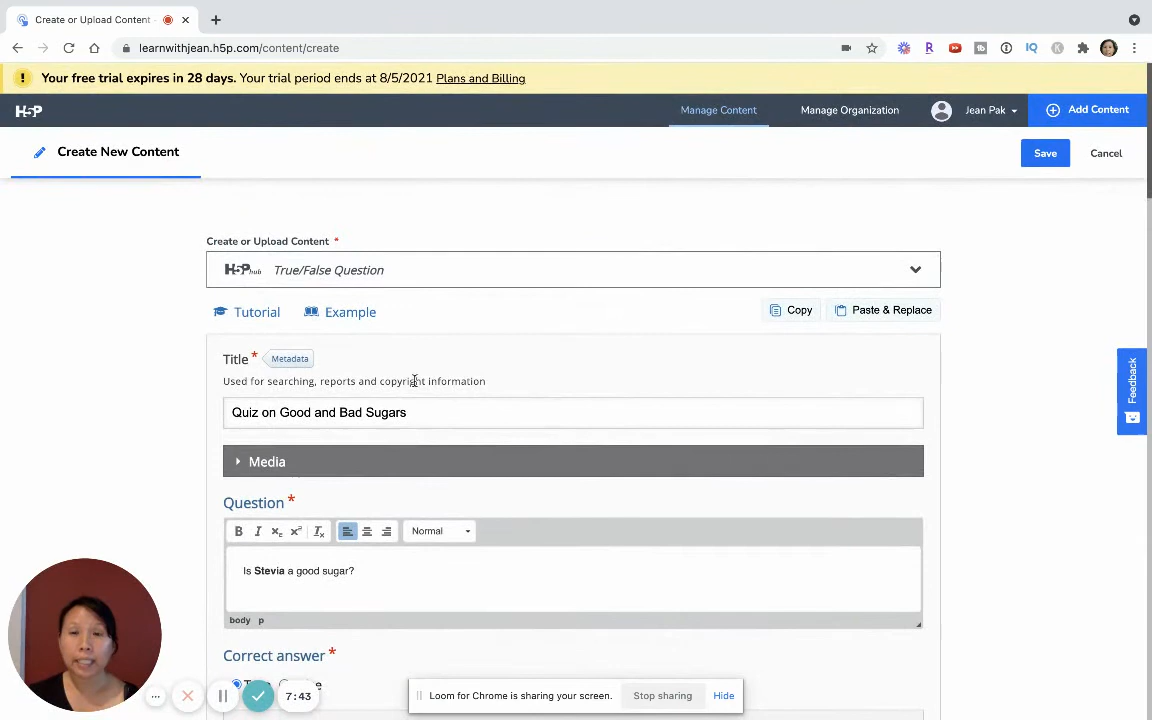 Create or Upload Content -
learnwithjean.h5p.com/content/create
Your free trial expires in 28 days. Your trial period ends at 8/5/2021 Plans and Billing
H5P
Manage Content
Manage Organization
Jean Pak
Add Content
Create New Content
Save
Cancel
Create or Upload Content *
H5P hub True/False Question
Tutorial
Example
Copy
Paste & Replace
Title * Metadata
Used for searching, reports and copyright information
Quiz on Good and Bad Sugars
Media
Feedback
Question *
B I Normal
Is Stevia a good sugar?
body p
Correct answer *
7:43
Loom for Chrome is sharing your screen.
Stop sharing
Hide